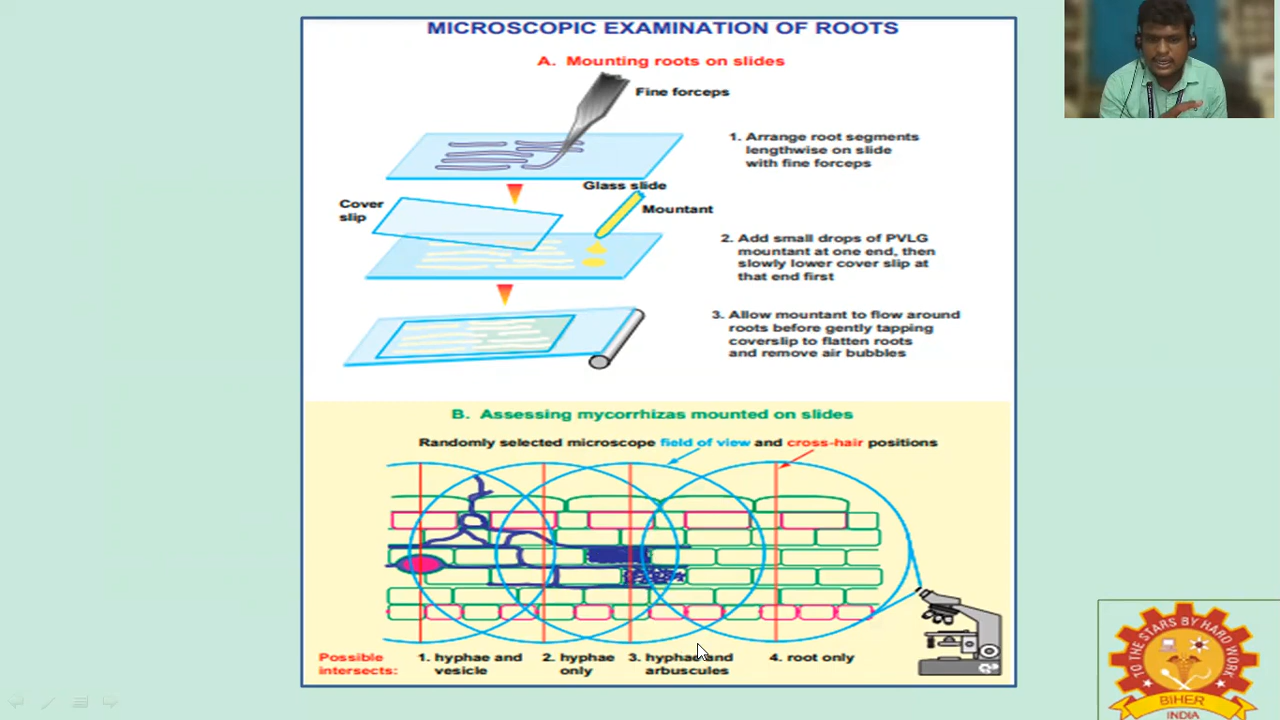 MICROSCOPIC EXAMINATION OF ROOTS
A. Mounting roots on slides
Fine forceps
1. Arrange root segments
lengthwise on slide
with fine forceps
Glass slide
Cover
slip
Mountant
2. Add small drops of PVLG
mountant at one end, then
slowly lower cover slip at
that end first
3. Allow mountant to flow around
roots before gently tapping
coverslip to flatten roots
and remove air bubbles
B. Assessing mycorrhizas mounted on slides
Randomly selected microscope field of view and cross-hair positions
Possible
intersects:
1. hyphae and
vesicle
2. hyphae
only
3. hyphae and
arbuscules
4. root only
TO THE STARS BY HARD WORK
BIHER
INDIA